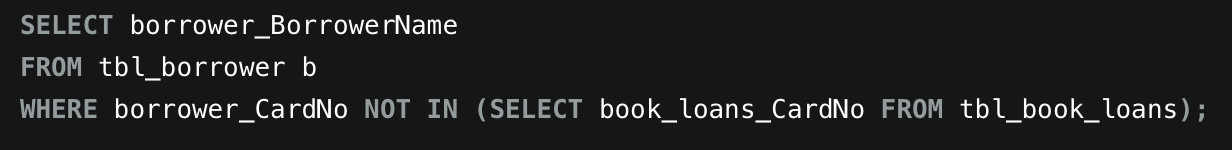 SELECT borrower_BorrowerName
FROM tbl_borrower b
WHERE borrower_CardNo NOT IN (SELECT book_loans_CardNo FROM tbl_book_loans);